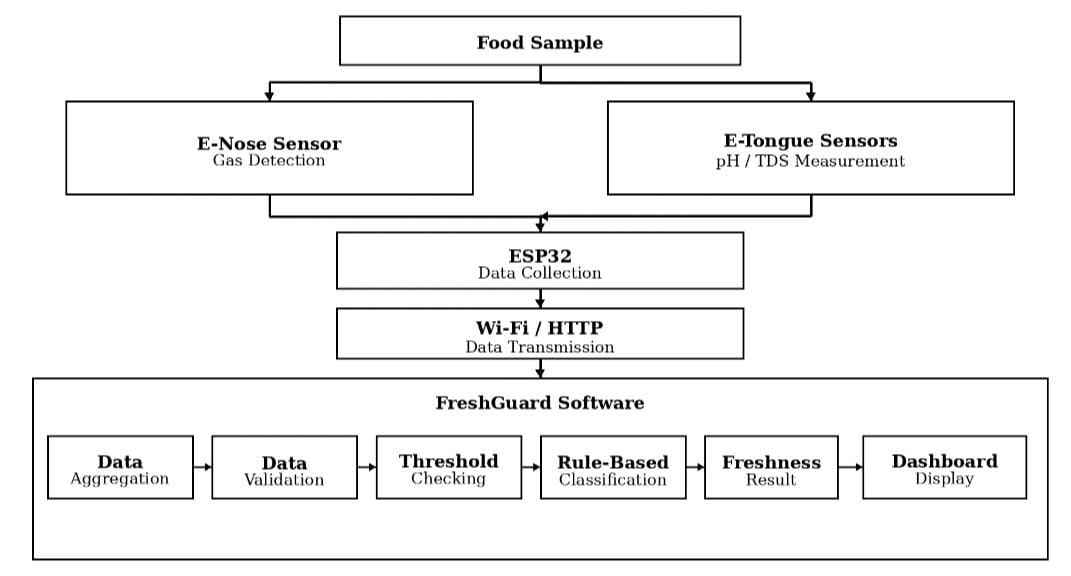 Food Sample
E-Nose Sensor
Gas Detection
E-Tongue Sensors
pH / TDS Measurement
ESP32
Data Collection
Wi-Fi / HTTP
Data Transmission
FreshGuard Software
Data
Aggregation
Data
Validation
Threshold
Checking
Rule-Based
Classification
Freshness
Result
Dashboard
Display